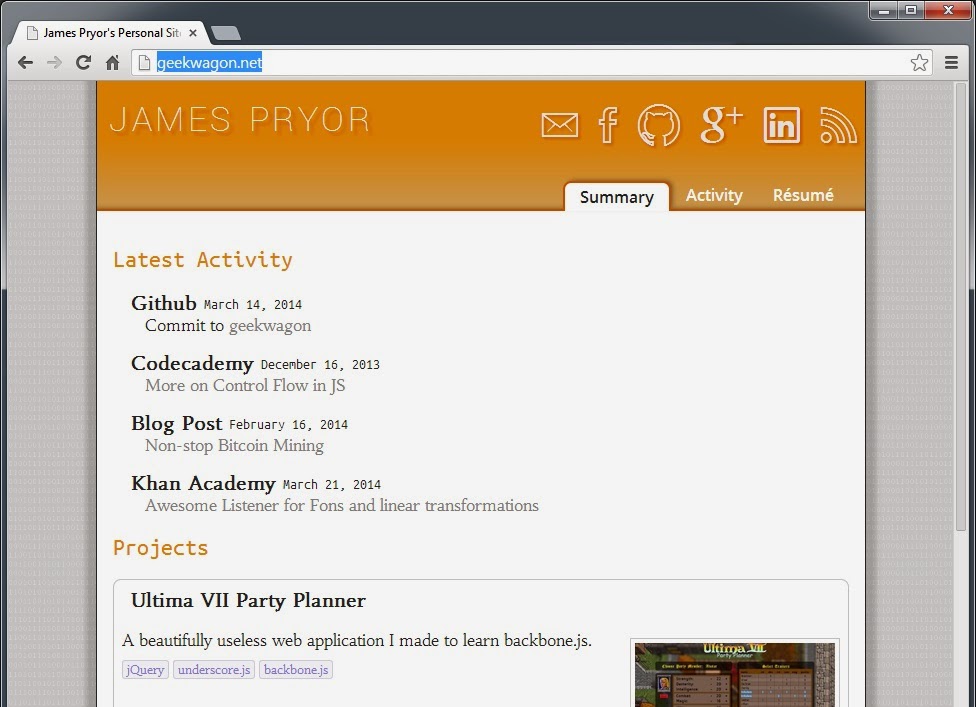 James Pryor's Personal Sit
geekwagon.net
JAMES PRYOR
f
g+
in
Summary Activity Résumé
Latest Activity
Github March 14, 2014
Commit to geekwagon
Codecademy December 16, 2013
More on Control Flow in JS
Blog Post February 16, 2014
Non-stop Bitcoin Mining
Khan Academy March 21, 2014
Awesome Listener for Fons and linear transformations
Projects
Ultima VII Party Planner
A beautifully useless web application I made to learn backbone.js.
jQuery underscore.js backbone.js
Ultima VII
Party Planner